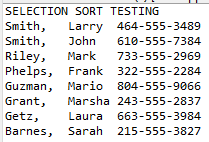 SELECTION SORT TESTING
Smith,   Larry  464-555-3489
Smith,   John   610-555-7384
Riley,   Mark   733-555-2969
Phelps,  Frank  322-555-2284
Guzman,  Mario  804-555-9066
Grant,   Marsha 243-555-2837
Getz,    Laura  663-555-3984
Barnes,  Sarah  215-555-3827